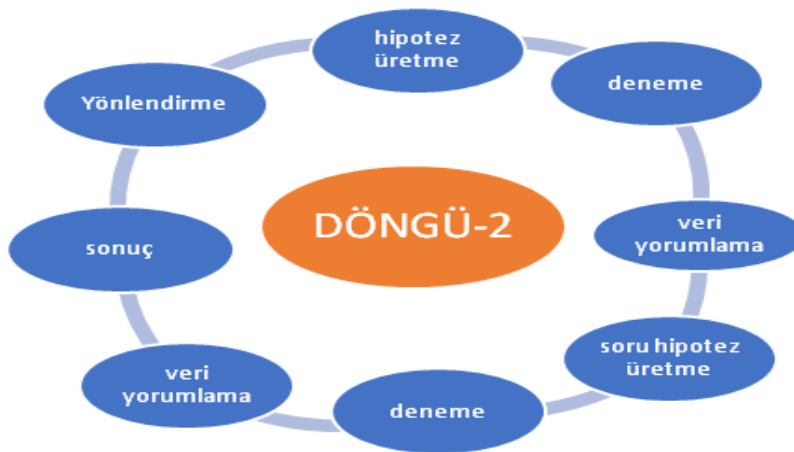 hipotez
üretme
deneme
veri
yorumlama
soru hipotez
üretme
deneme
veri
yorumlama
sonuç
Yönlendirme
DÖNGÜ-2